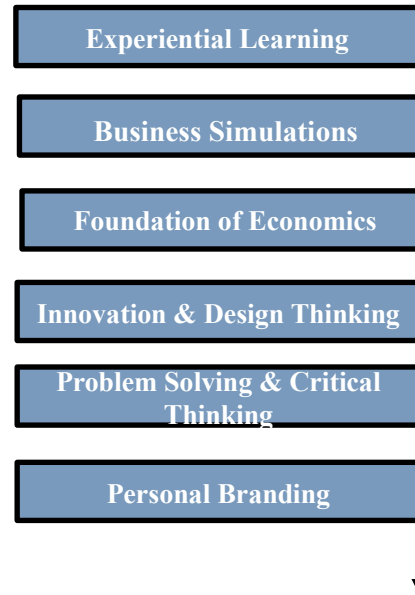 Experiential Learning
Business Simulations
Foundation of Economics
Innovation & Design Thinking
Problem Solving & Critical
Thinking
Personal Branding